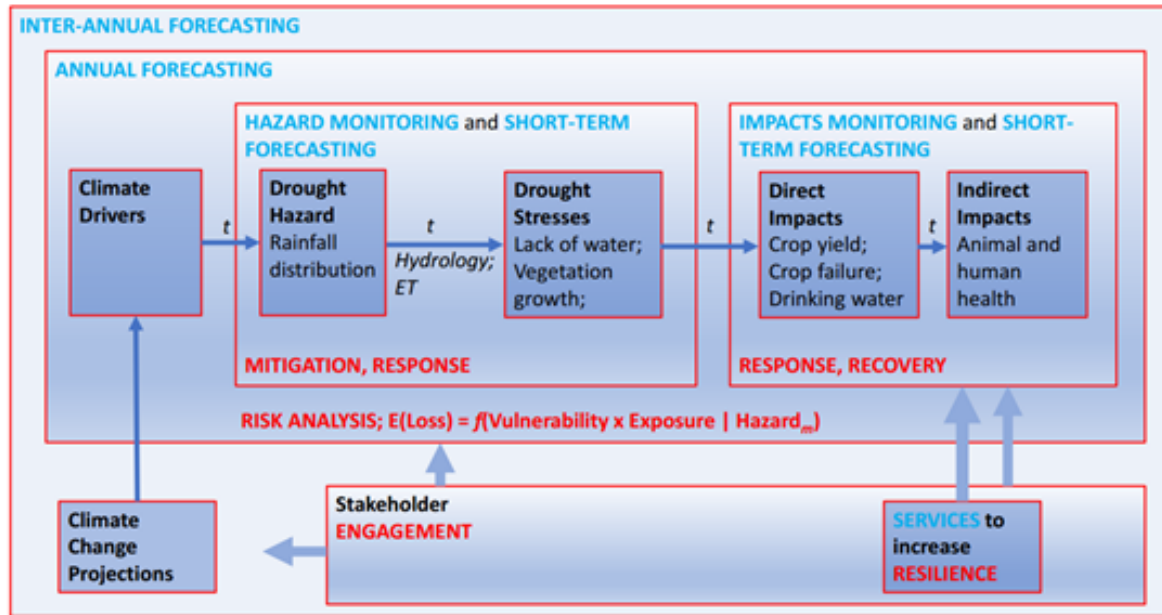 INTER-ANNUAL FORECASTING
ANNUAL FORECASTING
HAZARD MONITORING and SHORT-TERM
FORECASTING
IMPACTS MONITORING and SHORT-
TERM FORECASTING
Climate
Drivers
t
Drought
Hazard
Rainfall
distribution
t
Hydrology;
ET
Drought
Stresses
Lack of water;
Vegetation
growth;
t
Direct
Impacts
Crop yield;
Crop failure;
Drinking water
t
Indirect
Impacts
Animal and
human
health
MITIGATION, RESPONSE
RESPONSE, RECOVERY
RISK ANALYSIS; E(Loss) = f(Vulnerability x Exposure | Hazardm)
Climate
Change
Projections
Stakeholder
ENGAGEMENT
SERVICES to
increase
RESILIENCE